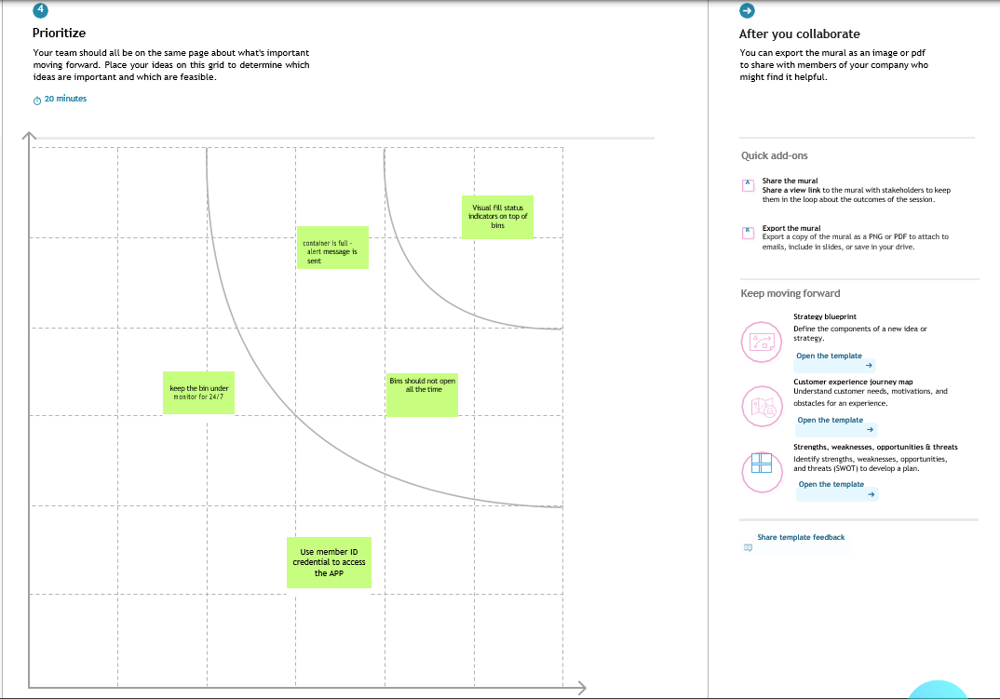 4
Prioritize
Your team should all be on the same page about what's important
moving forward. Place your ideas on this grid to determine which
ideas are important and which are feasible.
20 minutes
Visual fill status
indicators on top of
bins
container is full -
alert message is
sent
keep the bin under
monitor for 24/7
Bins should not open
all the time
Use member ID
credential to access
the APP
After you collaborate
You can export the mural as an image or pdf
to share with members of your company who
might find it helpful.
Quick add-ons
A
Share the mural
Share a view link to the mural with stakeholders to keep
them in the loop about the outcomes of the session.
B
Export the mural
Export a copy of the mural as a PNG or PDF to attach to
emails, include in slides, or save in your drive.
Keep moving forward
Strategy blueprint
Define the components of a new idea or
strategy.
Open the template
Customer experience journey map
Understand customer needs, motivations, and
obstacles for an experience.
Open the template
Strengths, weaknesses, opportunities & threats
Identify strengths, weaknesses, opportunities,
and threats (SWOT) to develop a plan.
Open the template
Share template feedback